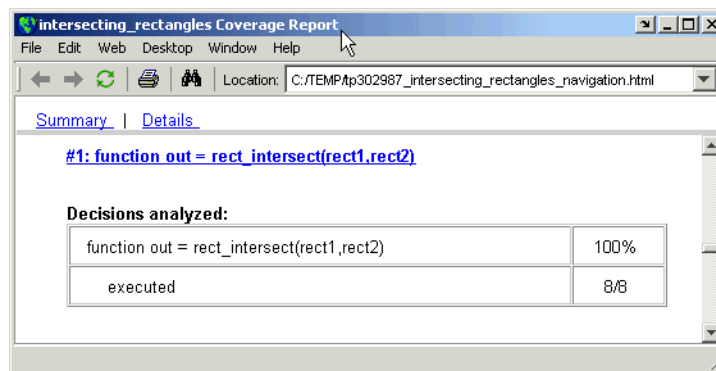 intersecting_rectangles Coverage Report
File Edit Web Desktop Window Help
Location: C:/TEMP/tp302987_intersecting_rectangles_navigation.html
Summary | Details
#1: function out = rect_intersect(rect1,rect2)
Decisions analyzed:
function out = rect_intersect(rect1,rect2) 100%
executed 8/8